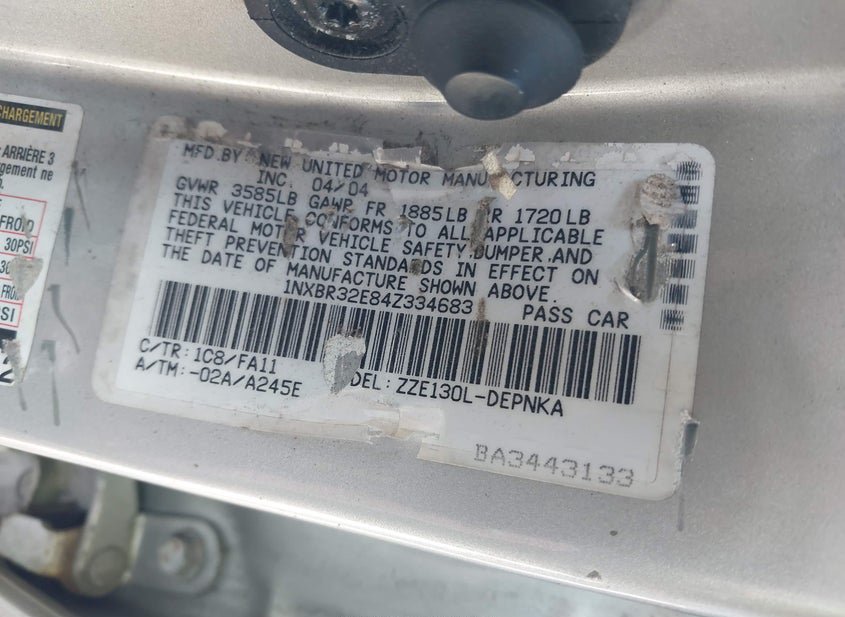 CHARGEMENT
ARRIÈRE 3
rgement ne
30PSI
MFD.BY NEW UNITED MOTOR MANUFACTURING
INC. 04/04
GVWR 3585LB GAWR FR 1885LB RR 1720LB
THIS VEHICLE CONFORMS TO ALL APPLICABLE
FEDERAL MOTOR VEHICLE SAFETY,BUMPER,AND
THEFT PREVENTION STANDARDS IN EFFECT ON
THE DATE OF MANUFACTURE SHOWN ABOVE.
1NXBR32E84Z334683 PASS CAR
C/TR:1C8/FA11
A/TM:-02A/A245E DEL:ZZE130L-DEPNKA
BA3443133